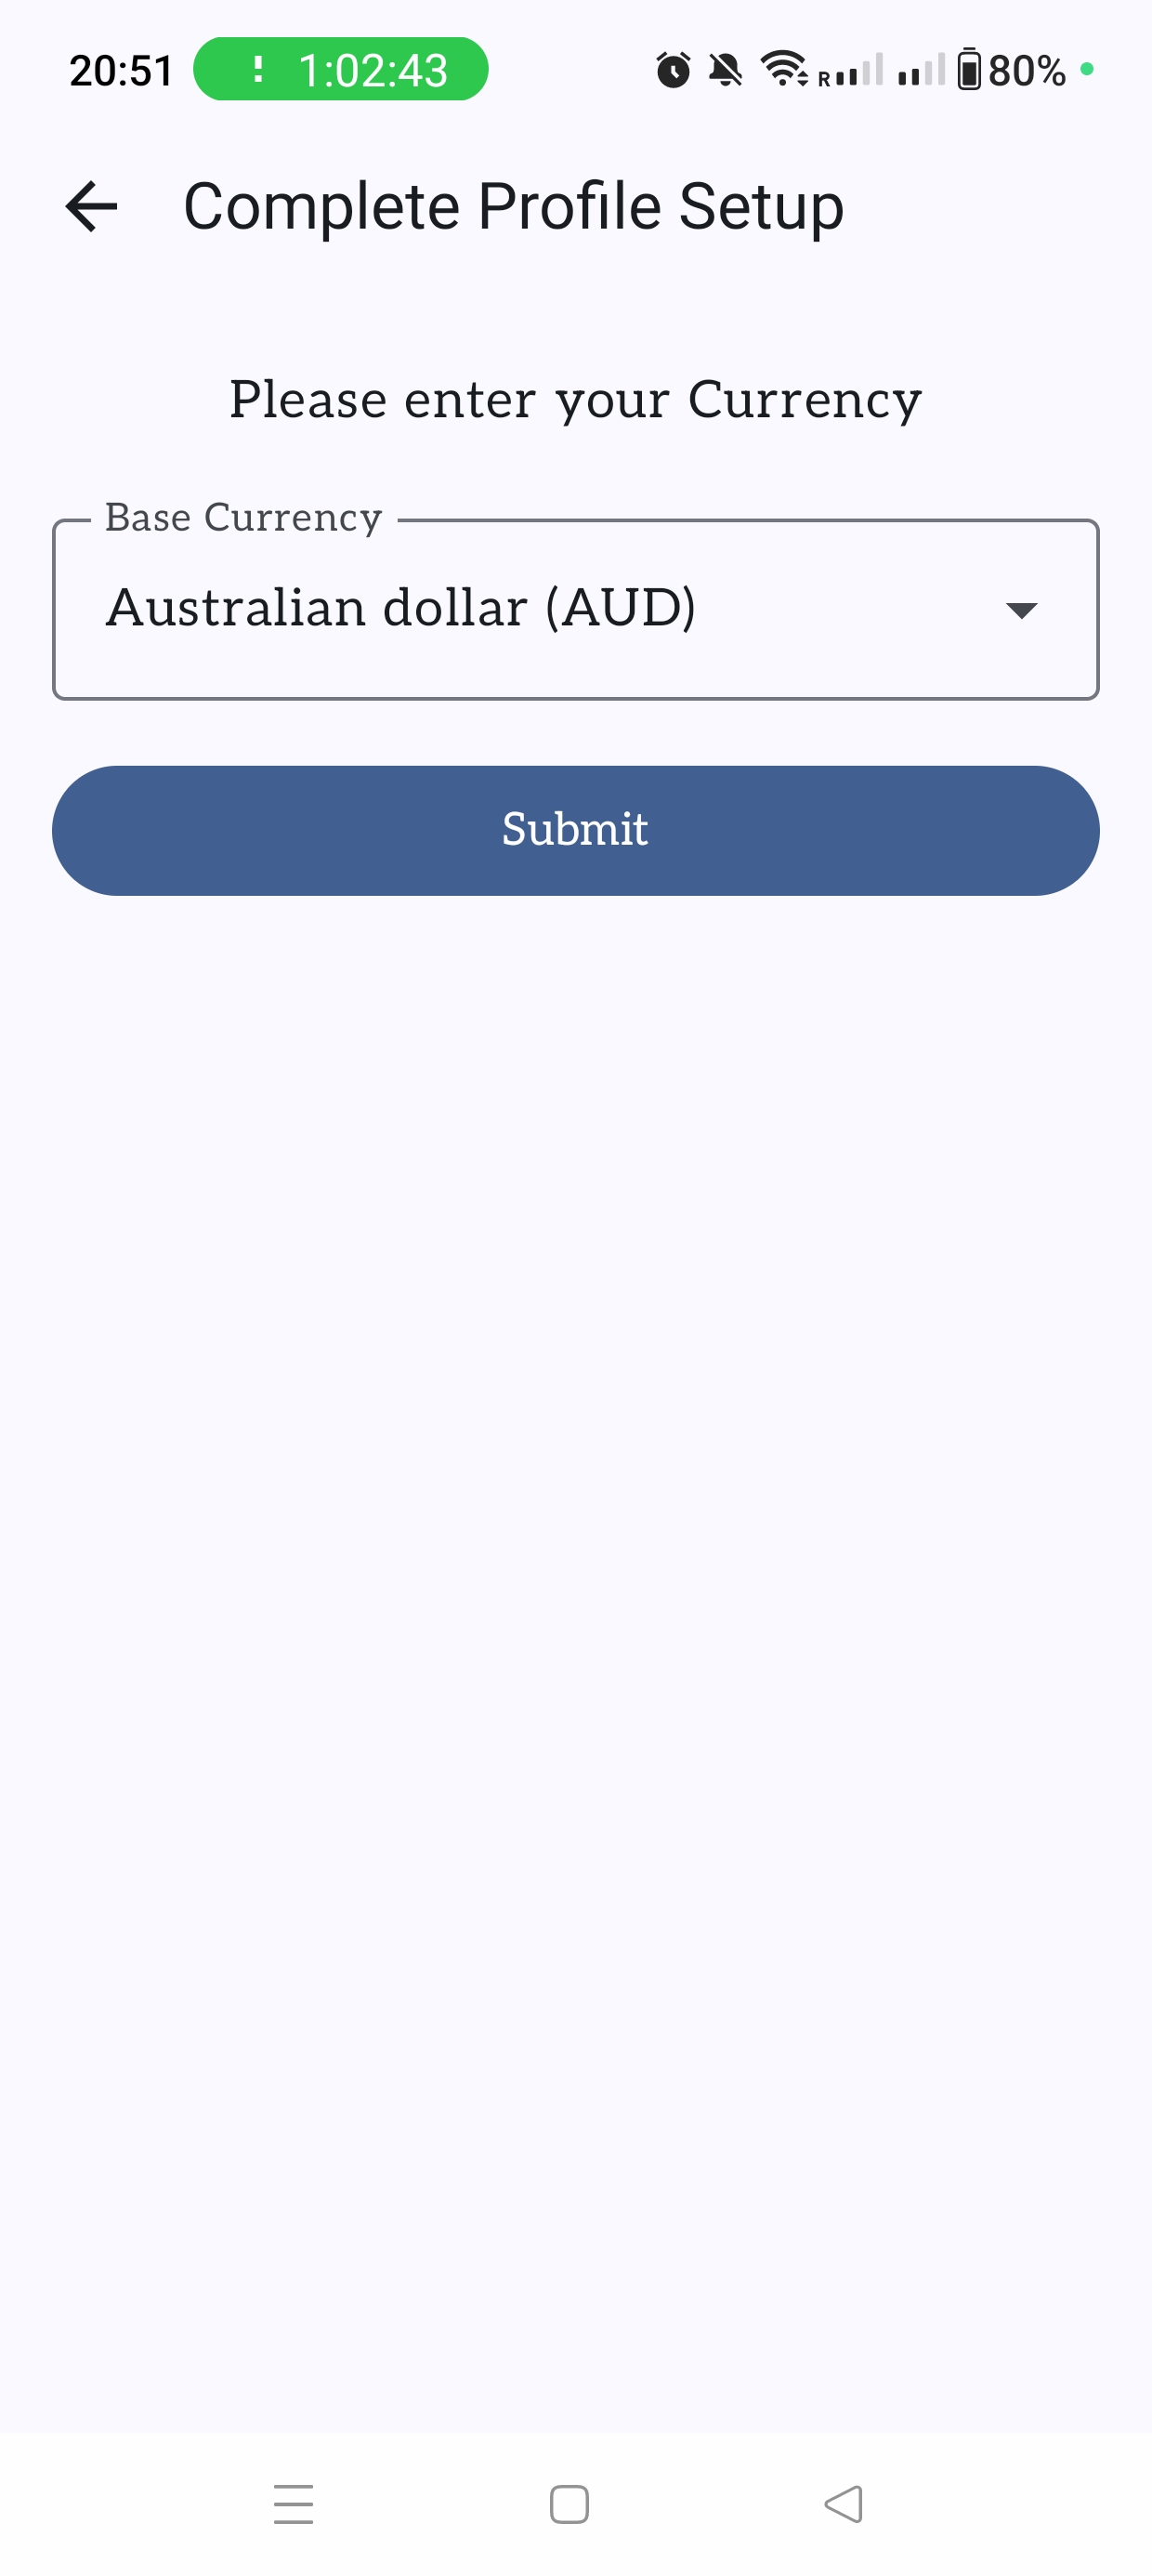 20:51 1:02:43 R 80%
Complete Profile Setup
Please enter your Currency
Base Currency
Australian dollar (AUD)
Submit